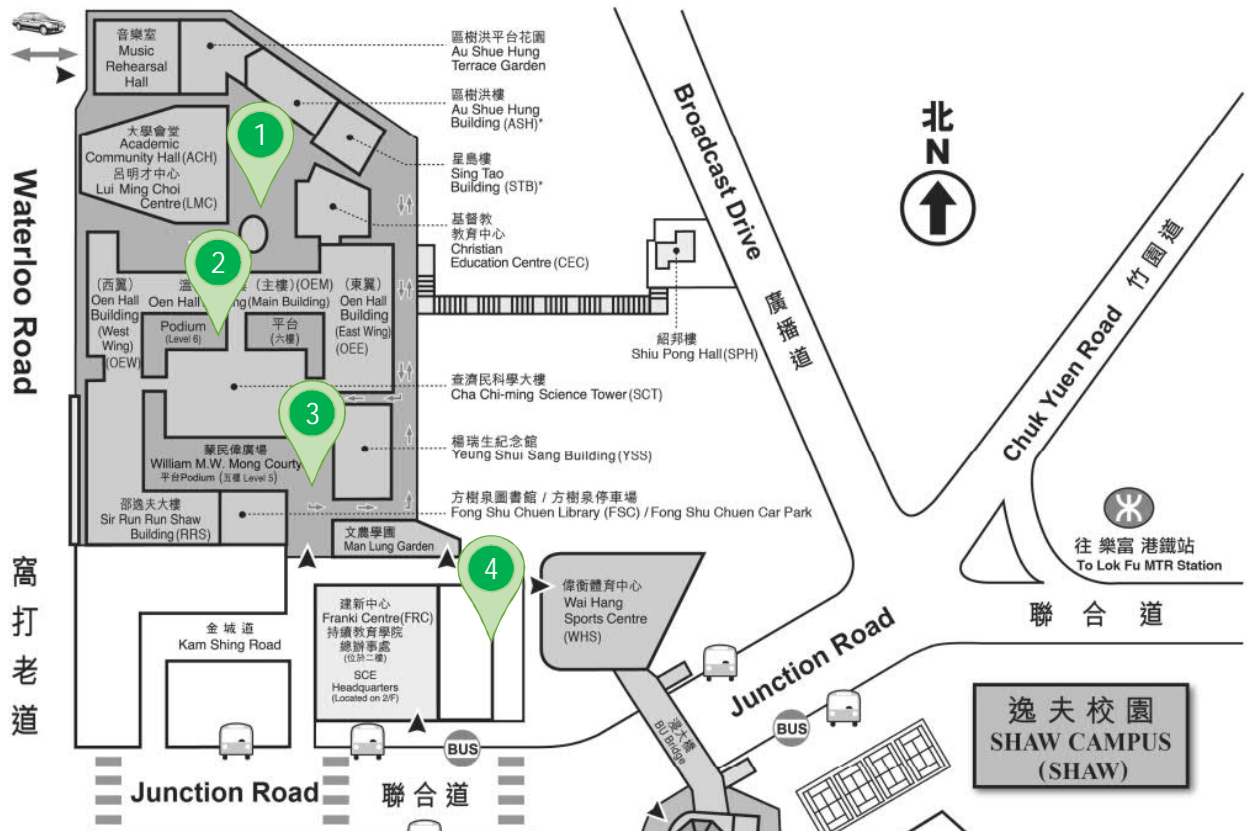 音樂室
Music
Rehearsal
Hall
區樹洪平台花園
Au Shue Hung
Terrace Garden
區樹洪樓
Au Shue Hung
Building (ASH)*
星島樓
Sing Tao
Building (STB)*
基督教
教育中心
Christian
Education Centre (CEC)
大學會堂
Academic
Community Hall (ACH)
呂明才中心
Lui Ming Choi
Centre (LMC)
1
2
3
4
(西翼)
Oen Hall
Building
(West
Wing)
(OEW)
溫
(主樓) (OEM)
Oen Hall
(Main Building)
(東翼)
Oen Hall
Building
(East Wing)
(OEE)
Podium
(Level 6)
平台
(六樓)
紹邦樓
Shiu Pong Hall (SPH)
查濟民科學大樓
Cha Chi-ming Science Tower (SCT)
楊瑞生紀念館
Yeung Shui Sang Building (YSS)
蒙民偉廣場
William M.W. Mong Courty
平台Podium (五樓 Level 5)
方樹泉圖書館 / 方樹泉停車場
Fong Shu Chuen Library (FSC) / Fong Shu Chuen Car Park
邵逸夫大樓
Sir Run Run Shaw
Building (RRS)
文農學圃
Man Lung Garden
建新中心
Franki Centre (FRC)
持續教育學院
總辦事處
(位於二樓)
SCE
Headquarters
(Located on 2/F)
偉衡體育中心
Wai Hang
Sports Centre
(WHS)
金城道
Kam Shing Road
Waterloo Road
窩打老道
Broadcast Drive
廣播道
北
N
Chuk Yuen Road
竹園道
往 樂富 港鐵站
To Lok Fu MTR Station
聯合道
Junction Road
BUS
BUS
浸大橋
BU Bridge
Junction Road
聯合道
逸夫校園
SHAW CAMPUS
(SHAW)